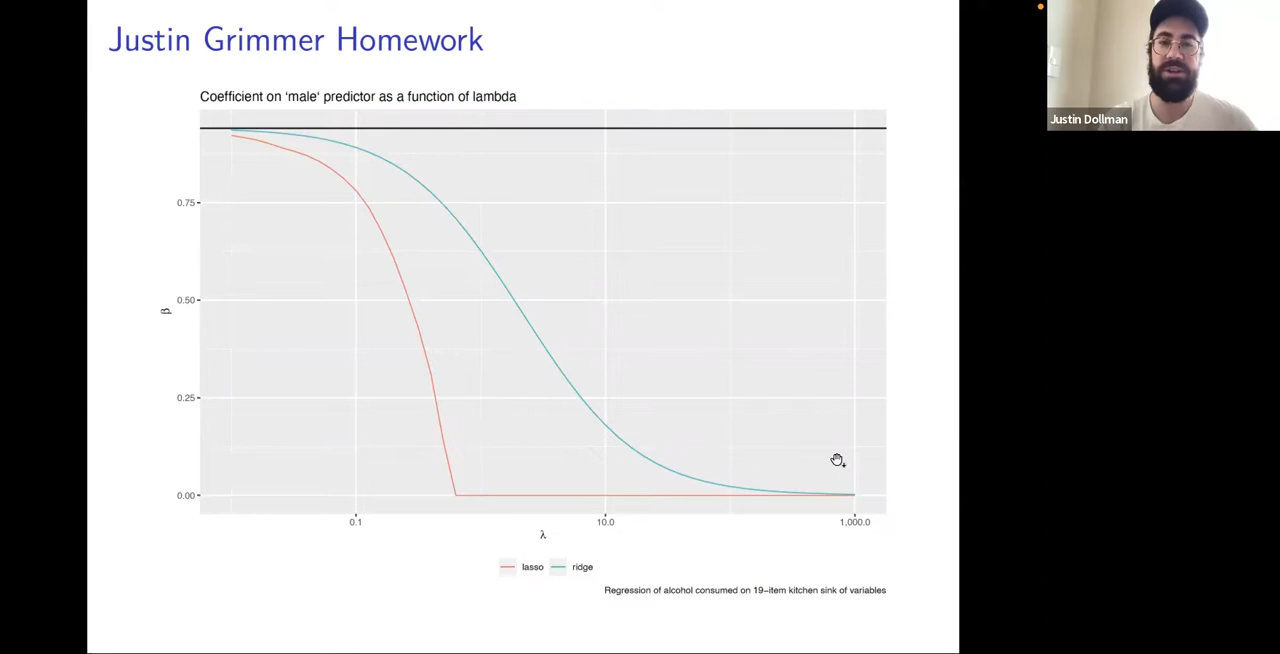 Justin Grimmer Homework
Coefficient on ‘male‘ predictor as a function of lambda
0.75
0.50
0.25
0.00
β
0.1
10.0
1,000.0
λ
lasso
ridge
Regression of alcohol consumed on 19−item kitchen sink of variables
Justin Dollman